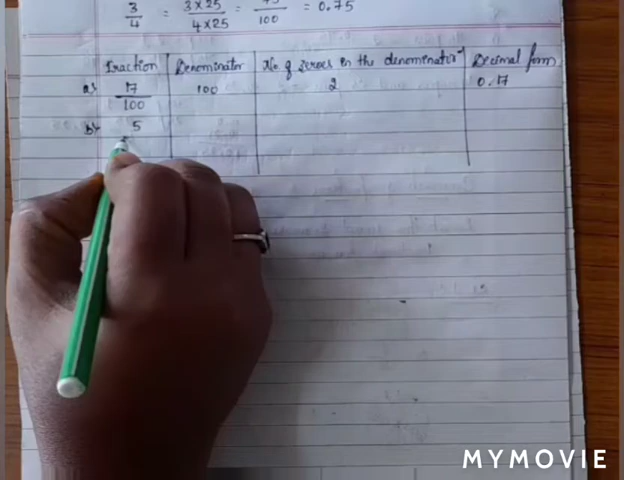 3/4 = 3×25/4×25 = 75/100 = 0.75
Fraction Denominator No of zeroes in the denominator Decimal form
a) 17/100 100 2 0.17
b) 5
MYMOVIE